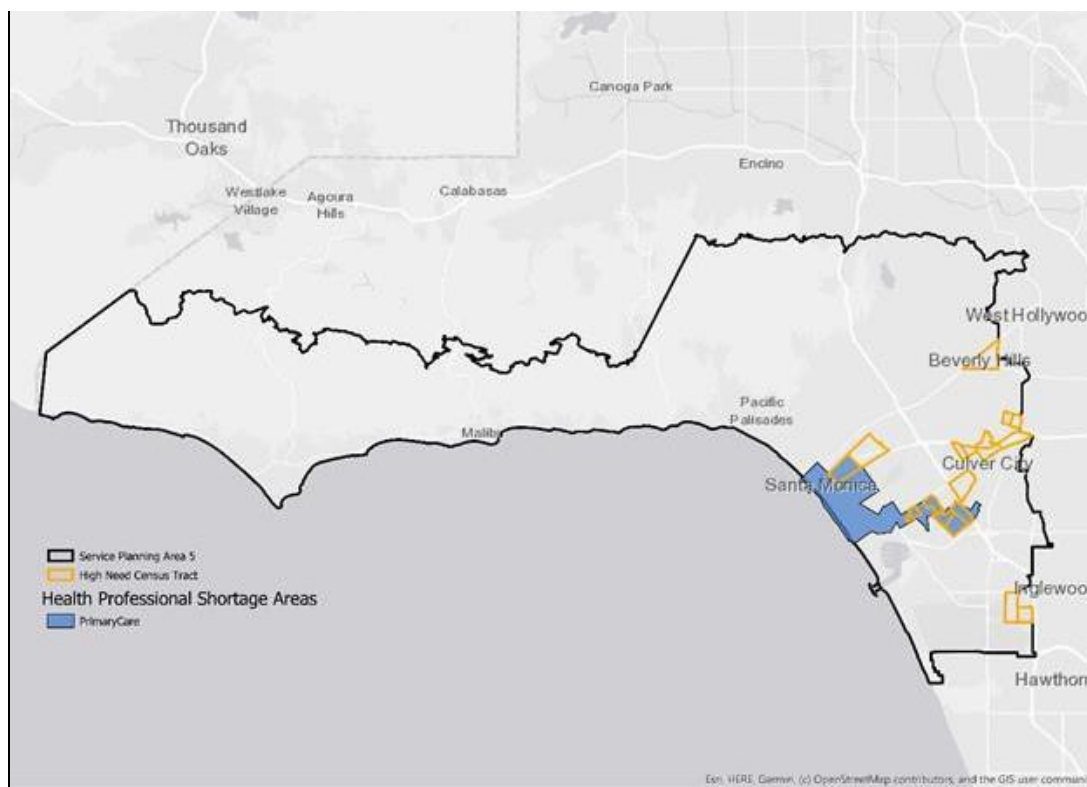 Canoga Park
Thousand
Oaks
Encino
Westlake
Village
Agoura
Hills
Calabasas
West Hollywoo
Beverly Hills
Pacific
Palisades
Malibu
Culver City
Santa Monica
Service Planning Area 5
High Need Census Tract
Health Professional Shortage Areas
PrimaryCare
Inglewoo
Hawthorn
Esri, HERE, Garmin, (c) OpenStreetMap contributors, and the GIS user communi